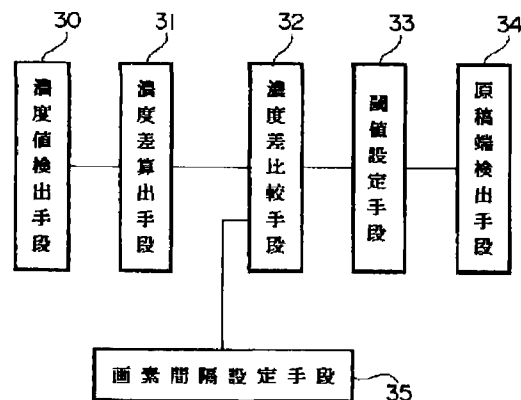 30
31
32
33
34
濃度値検出手段
濃度差算出手段
濃度差比較手段
閾値設定手段
原稿端検出手段
画素間隔設定手段
35